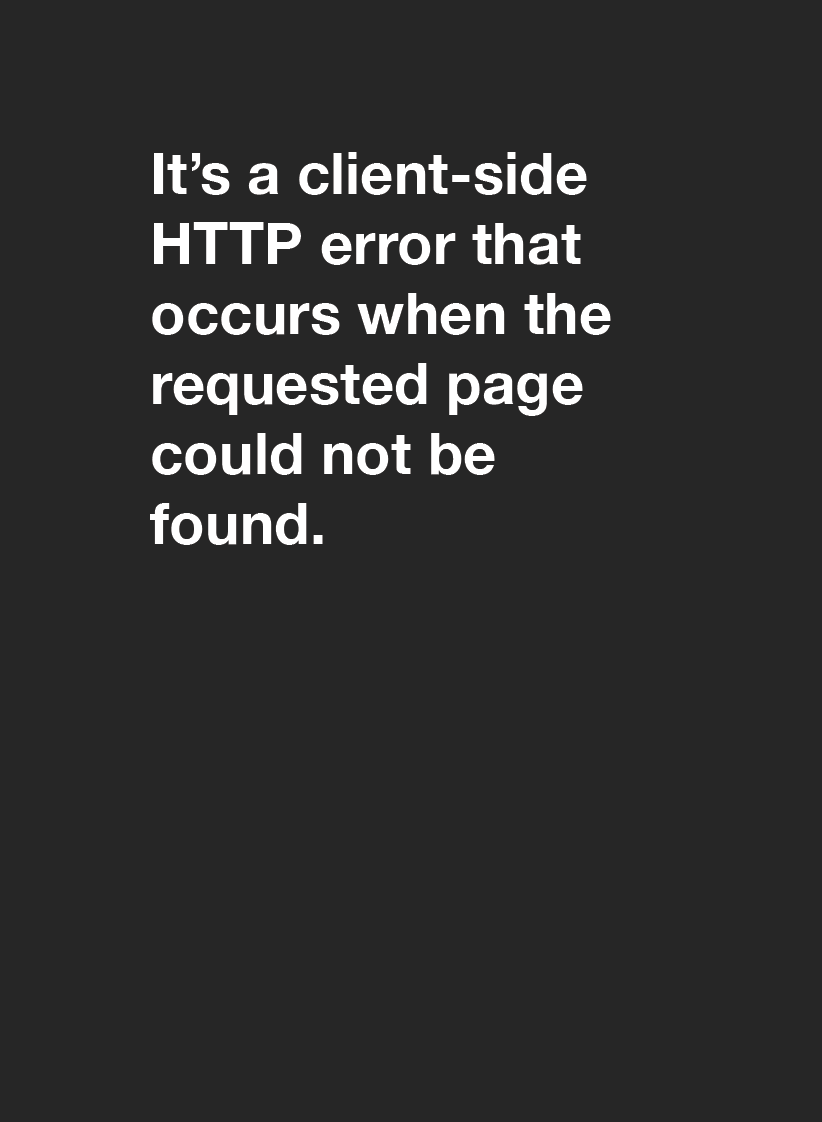 It’s a client-side
HTTP error that
occurs when the
requested page
could not be
found.